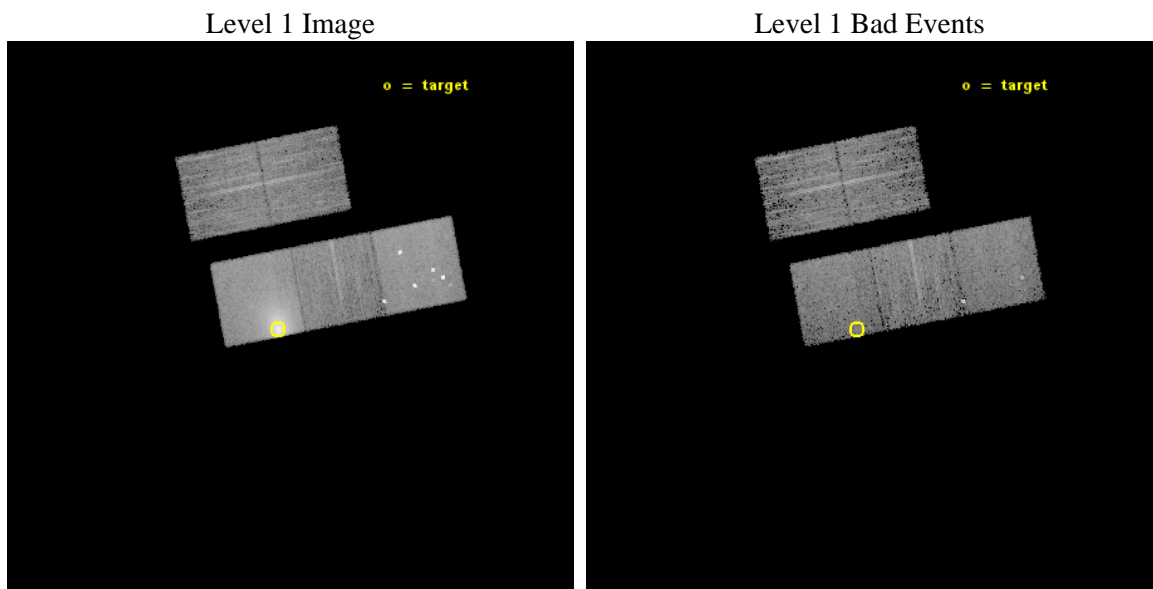 Level 1 Image
Level 1 Bad Events
o = target
o = target